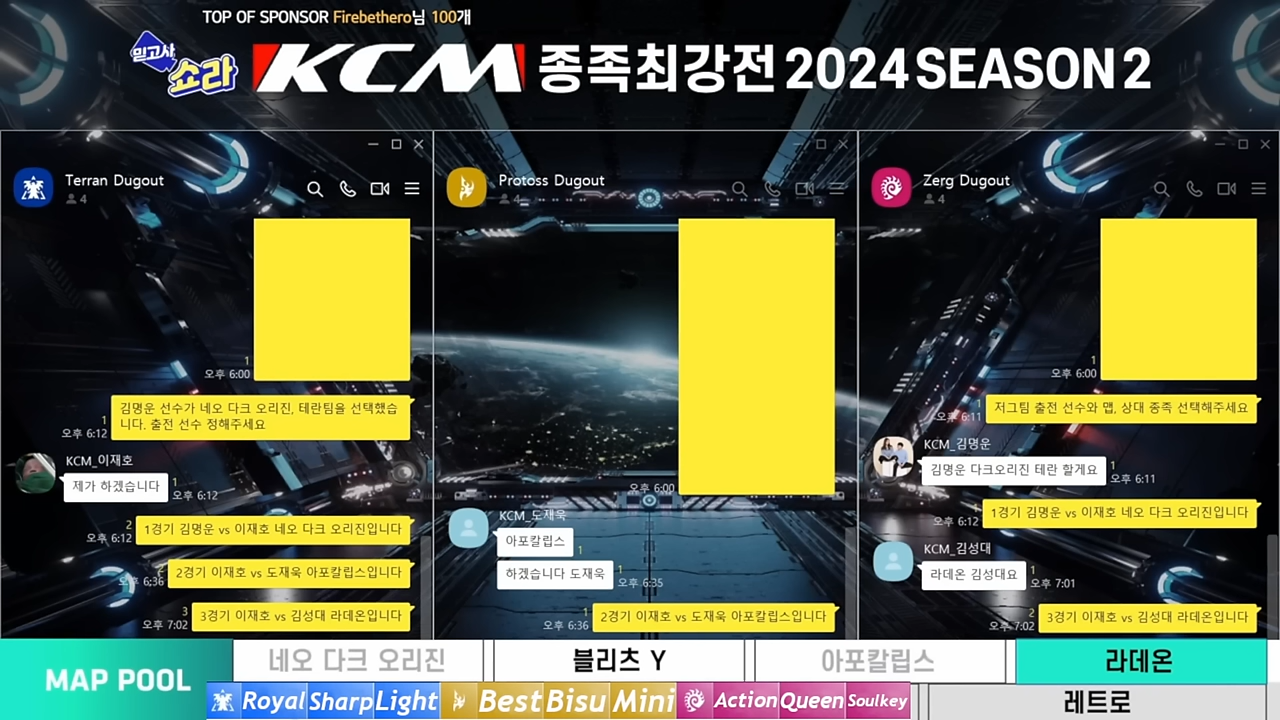 TOP OF SPONSOR Firebethero님 100개
믿고사
쇼라
KCM 종족최강전 2024 SEASON 2
Terran Dugout
4
1
오후 6:00
김명운 선수가 네오 다크 오리진, 테란팀을 선택했습
니다. 출전 선수 정해주세요
1
오후 6:12
KCM_이재호
제가 하겠습니다
1
오후 6:12
1경기 김명운 vs 이재호 네오 다크 오리진입니다
2
오후 6:12
2경기 이재호 vs 도재욱 아포칼립스입니다
2
오후 6:36
3경기 이재호 vs 김성대 라데온입니다
3
오후 7:02
Protoss Dugout
4
오후 6:00
KCM_도재욱
아포칼립스
1
하겠습니다 도재욱
1
오후 6:35
2경기 이재호 vs 도재욱 아포칼립스입니다
1
오후 6:36
Zerg Dugout
4
1
오후 6:00
저그팀 출전 선수와 맵, 상대 종족 선택해주세요
1
오후 6:11
KCM_김명운
김명운 다크오리진 테란 할게요
1
오후 6:11
1경기 김명운 vs 이재호 네오 다크 오리진입니다
2
오후 6:12
KCM_김성대
라데온 김성대요
1
오후 7:01
3경기 이재호 vs 김성대 라데온입니다
2
오후 7:02
MAP POOL
네오 다크 오리진
블리츠 Y
아포칼립스
라데온
레트로
Royal Sharp Light Best Bisu Mini Action Queen Soulkey